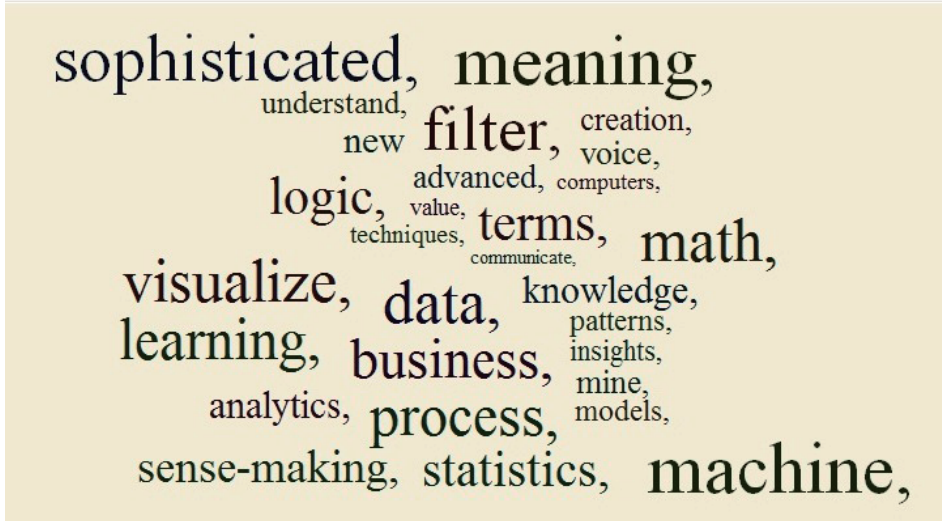 sophisticated, meaning,
understand,
new filter, creation,
voice,
logic, advanced, computers,
value,
techniques, terms, math,
communicate,
visualize, data, knowledge,
patterns,
learning, business, insights,
mine,
analytics, process, models,
sense-making, statistics, machine,